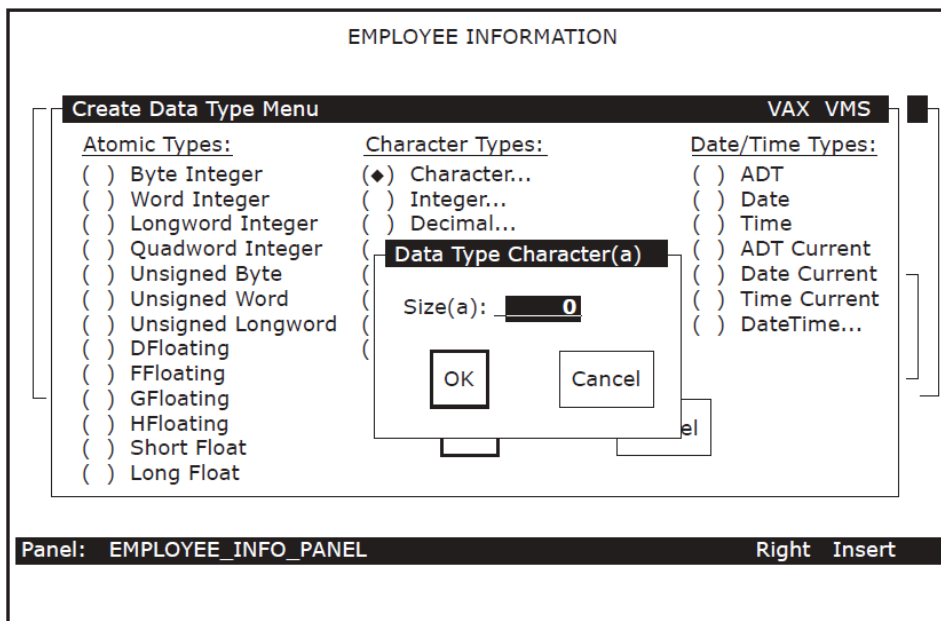 EMPLOYEE INFORMATION
Create Data Type Menu VAX VMS
Atomic Types: Character Types: Date/Time Types:
( ) Byte Integer (◆) Character... ( ) ADT
( ) Word Integer ( ) Integer... ( ) Date
( ) Longword Integer ( ) Decimal... ( ) Time
( ) Quadword Integer ( Data Type Character(a) ( ) ADT Current
( ) Unsigned Byte ( ( ) Date Current
( ) Unsigned Word ( Size(a): 0 ( ) Time Current
( ) Unsigned Longword ( ( ) DateTime...
( ) DFloating (
( ) FFloating OK Cancel
( ) GFloating
( ) HFloating el
( ) Short Float
( ) Long Float
Panel: EMPLOYEE_INFO_PANEL Right Insert